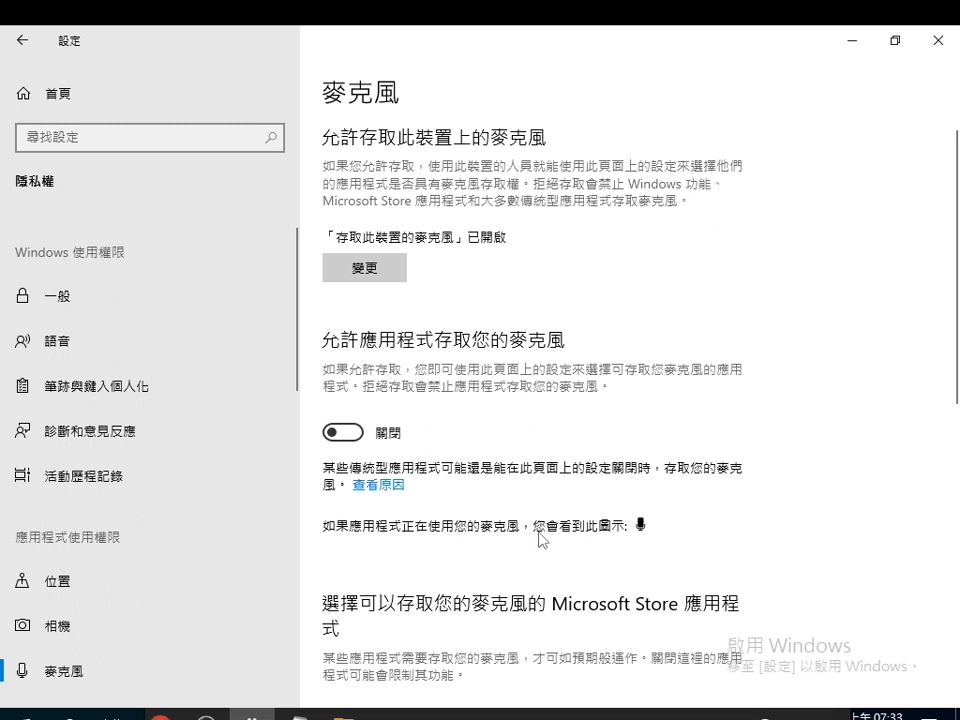 設定
首頁
尋找設定
隱私權
Windows 使用權限
一般
語音
筆跡與鍵入個人化
診斷和意見反應
活動歷程記錄
應用程式使用權限
位置
相機
麥克風
麥克風
允許存取此裝置上的麥克風
如果您允許存取，使用此裝置的人員就能使用此頁面上的設定來選擇他們
的應用程式是否具有麥克風存取權。拒絕存取會禁止 Windows 功能、
Microsoft Store 應用程式和大多數傳統型應用程式存取麥克風。
「存取此裝置的麥克風」已開啟
變更
允許應用程式存取您的麥克風
如果允許存取，您即可使用此頁面上的設定來選擇可存取您麥克風的應用
程式。拒絕存取會禁止應用程式存取您的麥克風。
關閉
某些傳統型應用程式可能還是能在此頁面上的設定關閉時，存取您的麥克
風。 查看原因
如果應用程式正在使用您的麥克風，您會看到此圖示:
選擇可以存取您的麥克風的 Microsoft Store 應用程
式
某些應用程式需要存取您的麥克風，才可如預期般運作。關閉這裡的應用
程式可能會限制其功能。
啟用 Windows
移至 [設定] 以啟用 Windows。
上午 07:33